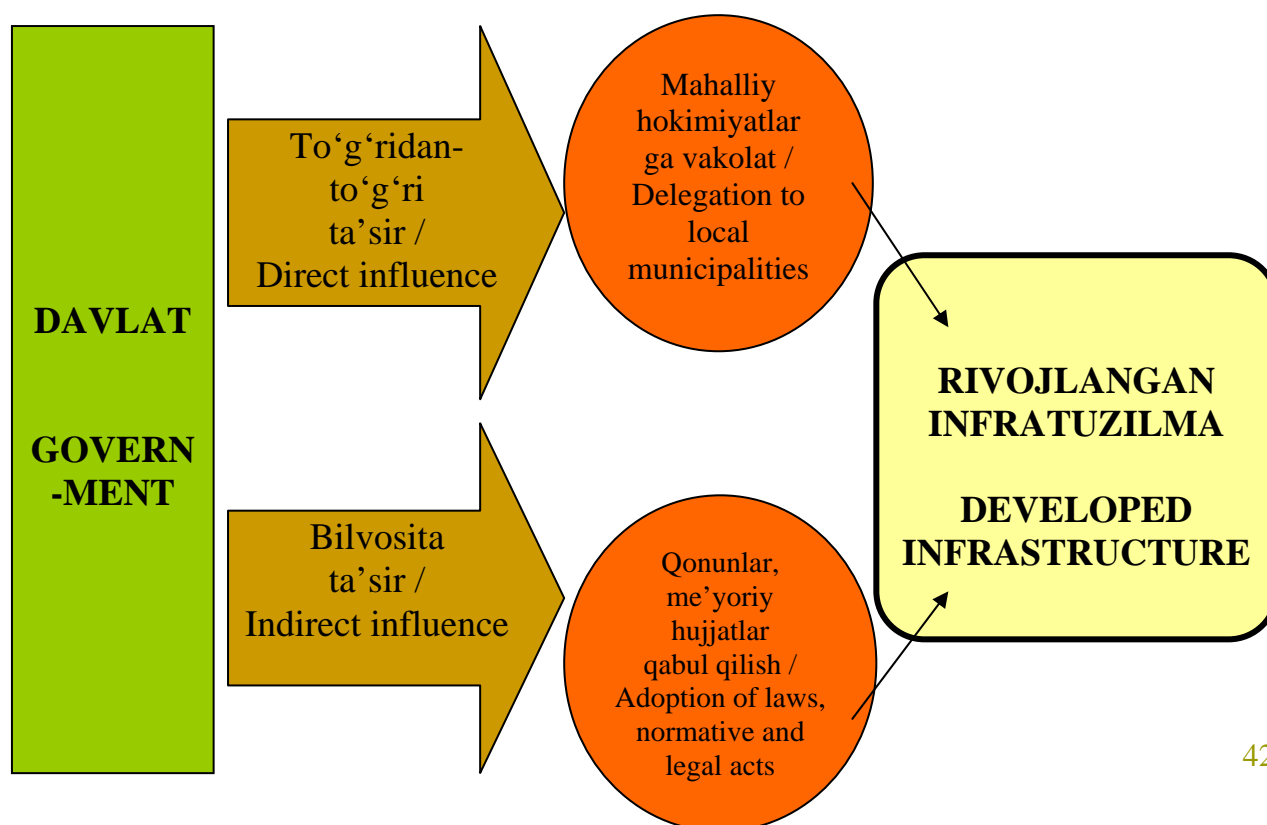 DAVLAT
GOVERN
-MENT
To‘g‘ridan-
to‘g‘ri
ta’sir /
Direct influence
Mahalliy
hokimiyatlar
ga vakolat /
Delegation to
local
municipalities
Bilvosita
ta’sir /
Indirect influence
Qonunlar,
me’yoriy
hujjatlar
qabul qilish /
Adoption of laws,
normative and
legal acts
RIVOJLANGAN
INFRATUZILMA
DEVELOPED
INFRASTRUCTURE
42